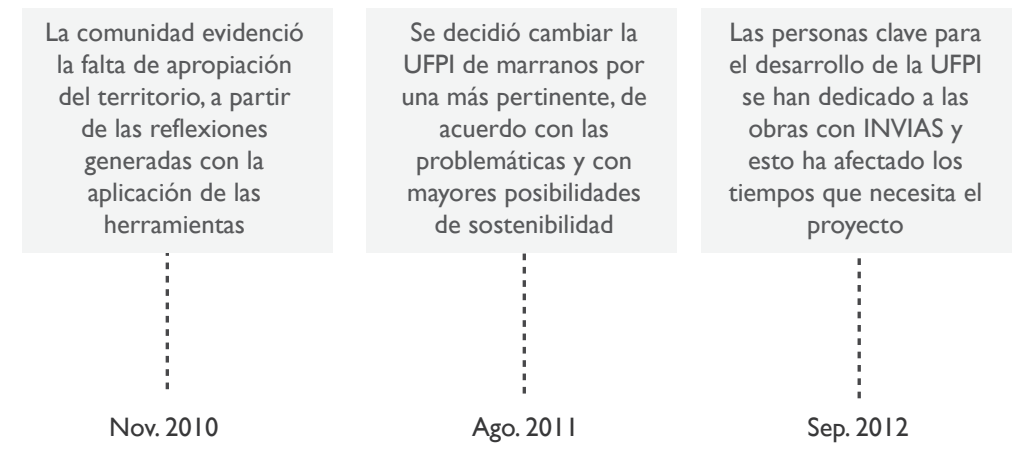 La comunidad evidenció
la falta de apropiación
del territorio, a partir
de las reflexiones
generadas con la
aplicación de las
herramientas
Nov. 2010
Se decidió cambiar la
UFPI de marranos por
una más pertinente, de
acuerdo con las
problemáticas y con
mayores posibilidades
de sostenibilidad
Ago. 2011
Las personas clave para
el desarrollo de la UFPI
se han dedicado a las
obras con INVIAS y
esto ha afectado los
tiempos que necesita el
proyecto
Sep. 2012